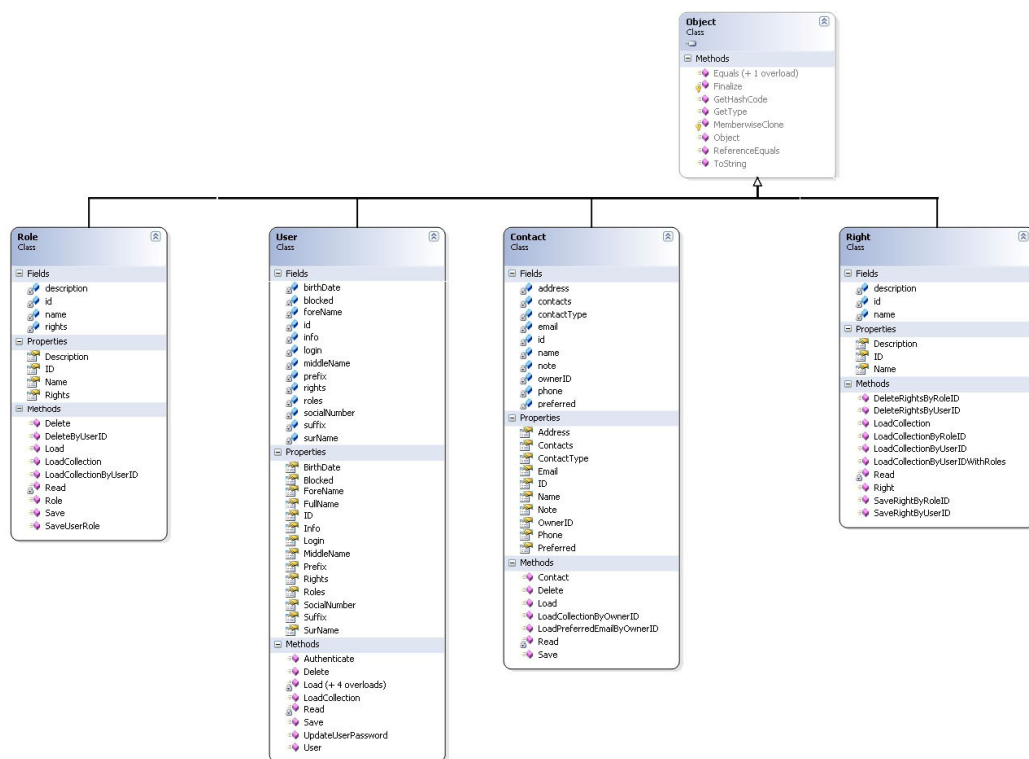 Object
Class
Methods
Equals (+ 1 overload)
Finalize
GetHashCode
GetType
MemberwiseClone
Object
ReferenceEquals
ToString
Role
Class
Fields
description
id
name
rights
Properties
Description
ID
Name
Rights
Methods
Delete
DeleteByUserID
Load
LoadCollection
LoadCollectionByUserID
Read
Role
Save
SaveUserRole
User
Class
Fields
birthDate
blocked
foreName
id
info
login
middleName
prefix
rights
roles
socialNumber
suffix
surName
Properties
BirthDate
Blocked
ForeName
FullName
ID
Info
Login
MiddleName
Prefix
Rights
Roles
SocialNumber
Suffix
SurName
Methods
Authenticate
Delete
Load (+ 4 overloads)
LoadCollection
Read
Save
UpdateUserPassword
User
Contact
Class
Fields
address
contacts
contactType
email
id
name
note
ownerID
phone
preferred
Properties
Address
Contacts
ContactType
Email
ID
Name
Note
OwnerID
Phone
Preferred
Methods
Contact
Delete
Load
LoadCollectionByOwnerID
LoadPreferredEmailByOwnerID
Read
Save
Right
Class
Fields
description
id
name
Properties
Description
ID
Name
Methods
DeleteRightsByRoleID
DeleteRightsByUserID
LoadCollection
LoadCollectionByRoleID
LoadCollectionByUserID
LoadCollectionByUserIDWithRoles
Read
Right
SaveRightByRoleID
SaveRightByUserID